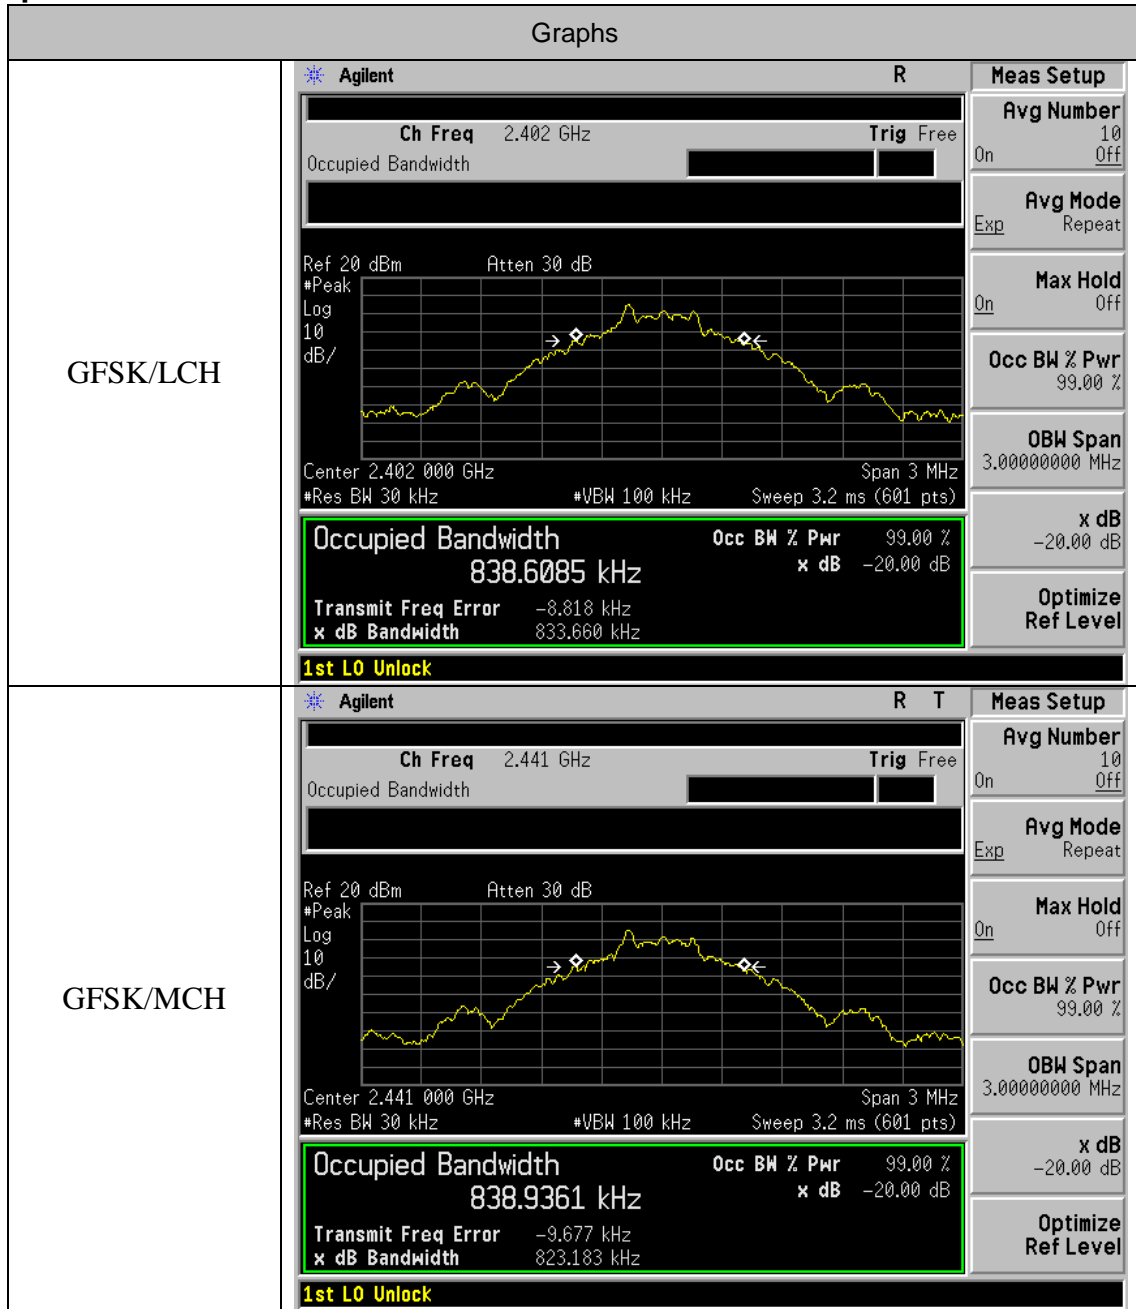 Graphs
GFSK/LCH
Agilent R
Meas Setup
Ch Freq 2.402 GHz Trig Free
Occupied Bandwidth
Avg Number
10
On Off
Avg Mode
Exp Repeat
Max Hold
On Off
Occ BW % Pwr
99.00 %
OBW Span
3.00000000 MHz
x dB
-20.00 dB
Optimize
Ref Level
Ref 20 dBm Atten 30 dB
#Peak
Log
10
dB/
Center 2.402 000 GHz Span 3 MHz
#Res BW 30 kHz #VBW 100 kHz Sweep 3.2 ms (601 pts)
Occupied Bandwidth Occ BW % Pwr 99.00 %
838.6085 kHz x dB -20.00 dB
Transmit Freq Error -8.818 kHz
x dB Bandwidth 833.660 kHz
1st LO Unlock
GFSK/MCH
Agilent R T
Meas Setup
Ch Freq 2.441 GHz Trig Free
Occupied Bandwidth
Avg Number
10
On Off
Avg Mode
Exp Repeat
Max Hold
On Off
Occ BW % Pwr
99.00 %
OBW Span
3.00000000 MHz
x dB
-20.00 dB
Optimize
Ref Level
Ref 20 dBm Atten 30 dB
#Peak
Log
10
dB/
Center 2.441 000 GHz Span 3 MHz
#Res BW 30 kHz #VBW 100 kHz Sweep 3.2 ms (601 pts)
Occupied Bandwidth Occ BW % Pwr 99.00 %
838.9361 kHz x dB -20.00 dB
Transmit Freq Error -9.677 kHz
x dB Bandwidth 823.183 kHz
1st LO Unlock